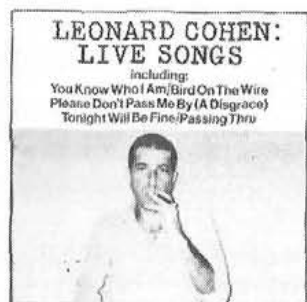 LEONARD COHEN:
LIVE SONGS
including:
You Know Who I Am/Bird On The Wire
Please Don't Pass Me By (A Disgrace)
Tonight Will Be Fine/Passing Thru